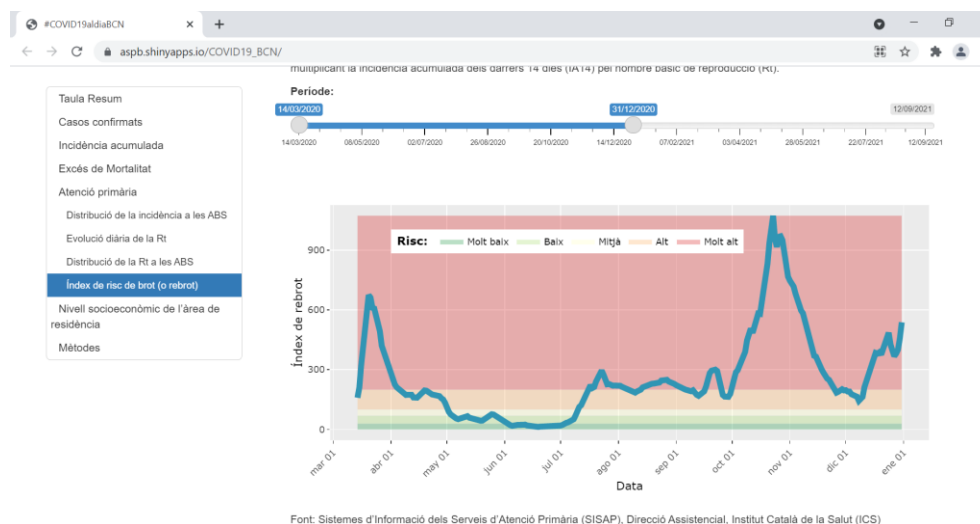 #COVID19aldiaBCN
aspb.shinyapps.io/COVID19_BCN/
multiplicant la incidència acumulada dels darrers 14 dies (IA14) pel nombre bàsic de reproducció (Rt).
Taula Resum
Casos confirmats
Incidència acumulada
Excés de Mortalitat
Atenció primària
Distribució de la incidència a les ABS
Evolució diària de la Rt
Distribució de la Rt a les ABS
Índex de risc de brot (o rebrot)
Nivell socioeconòmic de l'àrea de
residència
Mètodes
Període:
14/03/2020 31/12/2020 12/09/2021
14/03/2020 08/05/2020 02/07/2020 26/08/2020 20/10/2020 14/12/2020 07/02/2021 03/04/2021 28/05/2021 22/07/2021 12/09/2021
Risc: Molt baix Baix Mitjà Alt Molt alt
Índex de rebrot
900
600
300
0
mar 01 abr 01 may 01 jun 01 jul 01 ago 01 sep 01 oct 01 nov 01 dic 01 ene 01
Data
Font: Sistemes d'Informació dels Serveis d'Atenció Primària (SISAP), Direcció Assistencial, Institut Català de la Salut (ICS)